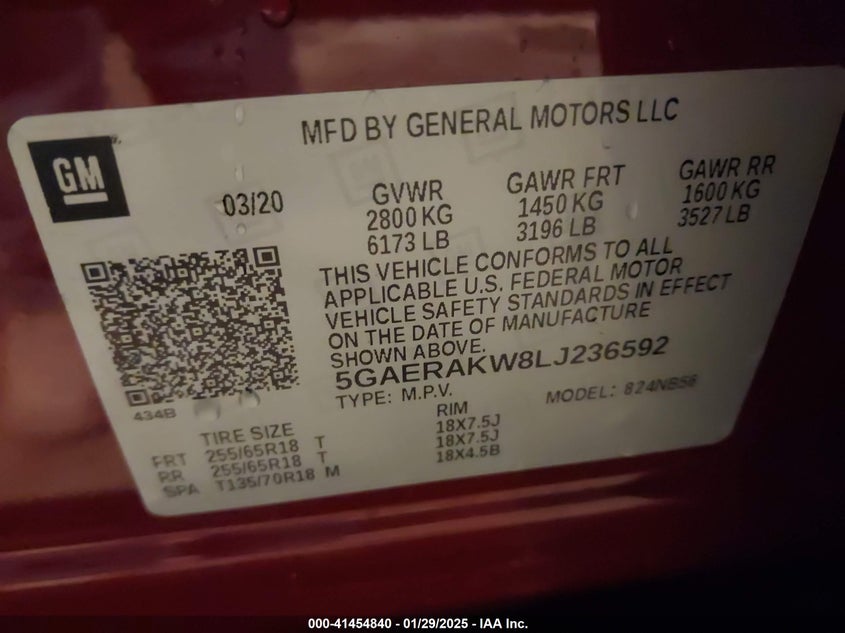 MFD BY GENERAL MOTORS LLC
GM
03/20
GVWR
2800 KG
6173 LB
GAWR FRT
1450 KG
3196 LB
GAWR RR
1600 KG
3527 LB
THIS VEHICLE CONFORMS TO ALL
APPLICABLE U.S. FEDERAL MOTOR
VEHICLE SAFETY STANDARDS IN EFFECT
ON THE DATE OF MANUFACTURE
SHOWN ABOVE.
5GAERAKW8LJ236592
TYPE: M.P.V.
MODEL: 824NB56
434B
TIRE SIZE
RIM
FRT 255/65R18 T 18X7.5J
RR 255/65R18 T 18X7.5J
SPA T135/70R18 M 18X4.5B
000-41454840 - 01/29/2025 - IAA Inc.